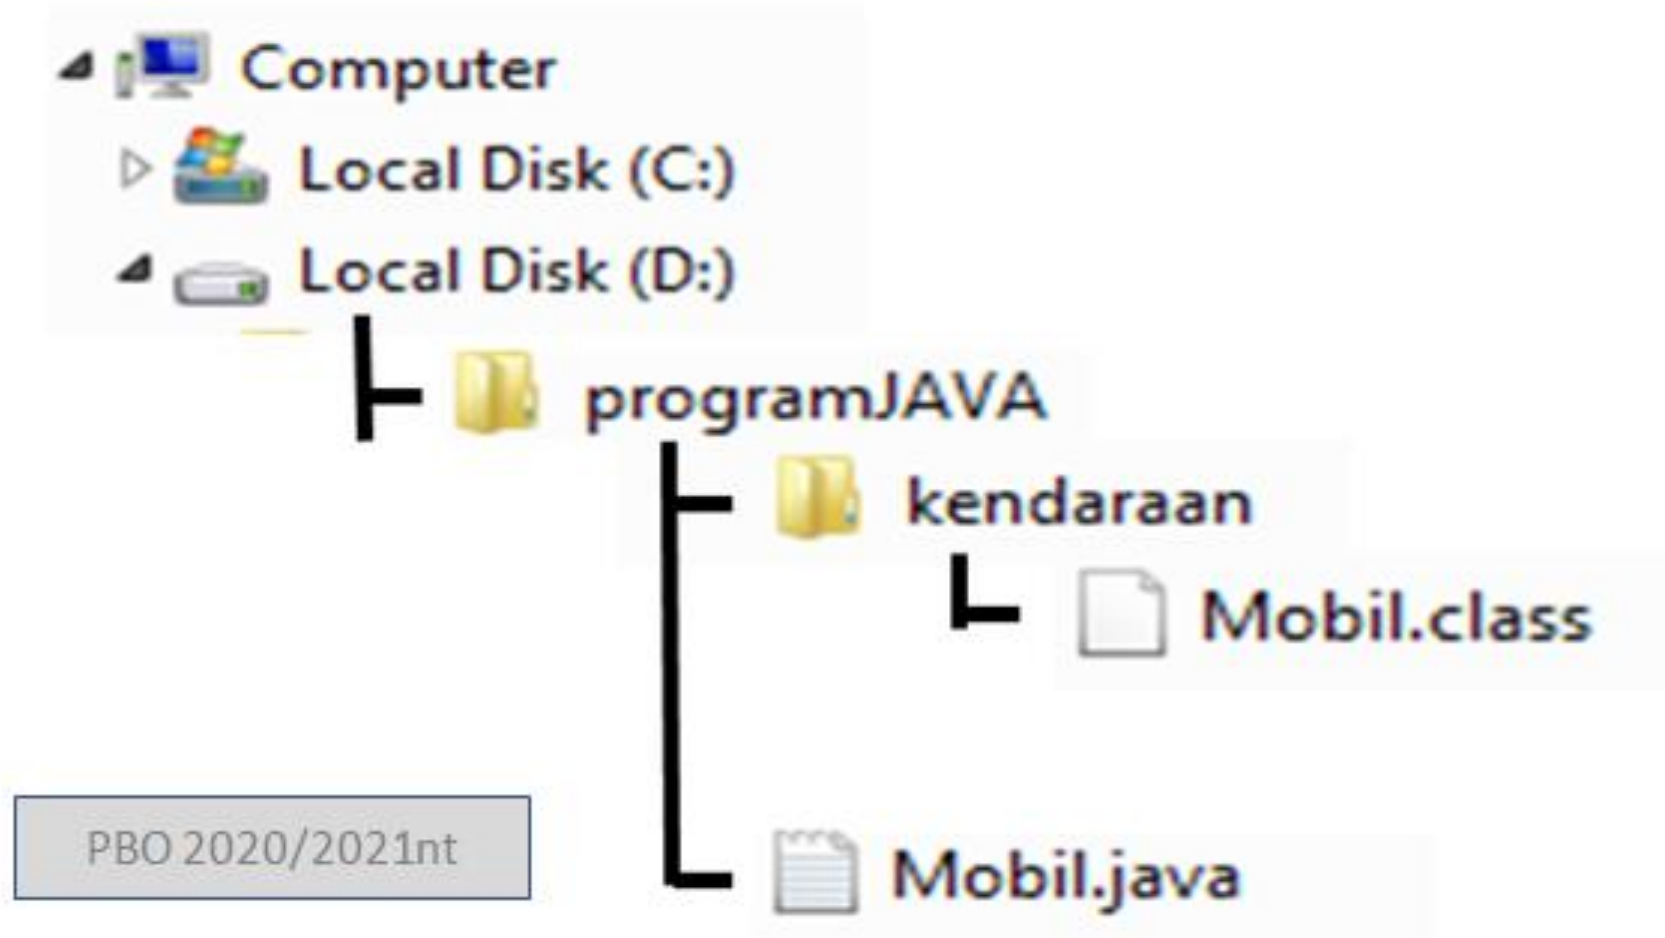 Computer
Local Disk (C:)
Local Disk (D:)
programJAVA
kendaraan
Mobil.class
PBO 2020/2021nt
Mobil.java